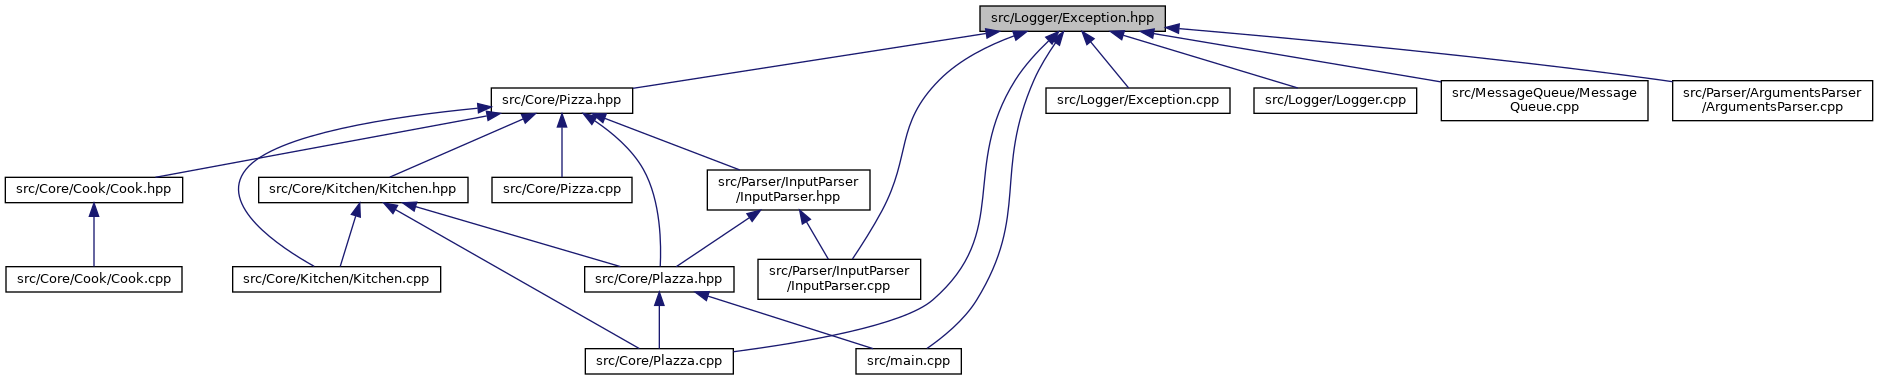 src/Logger/Exception.hpp
src/Core/Pizza.hpp
src/Logger/Exception.cpp
src/Logger/Logger.cpp
src/MessageQueue/Message
Queue.cpp
src/Parser/ArgumentsParser
/ArgumentsParser.cpp
src/Core/Cook/Cook.hpp
src/Core/Kitchen/Kitchen.hpp
src/Core/Pizza.cpp
src/Parser/InputParser
/InputParser.hpp
src/Core/Cook/Cook.cpp
src/Core/Kitchen/Kitchen.cpp
src/Core/Plazza.hpp
src/Parser/InputParser
/InputParser.cpp
src/Core/Plazza.cpp
src/main.cpp